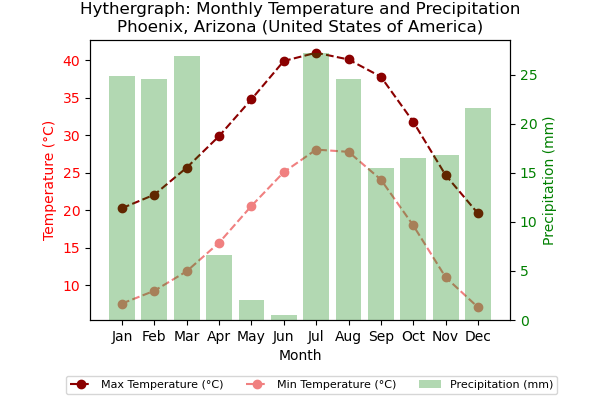 Hythergraph: Monthly Temperature and Precipitation
Phoenix, Arizona (United States of America)
40
35
30
25
20
15
10
Temperature (°C)
25
20
15
10
5
0
Precipitation (mm)
Jan Feb Mar Apr May Jun Jul Aug Sep Oct Nov Dec
Month
Max Temperature (°C) Min Temperature (°C) Precipitation (mm)